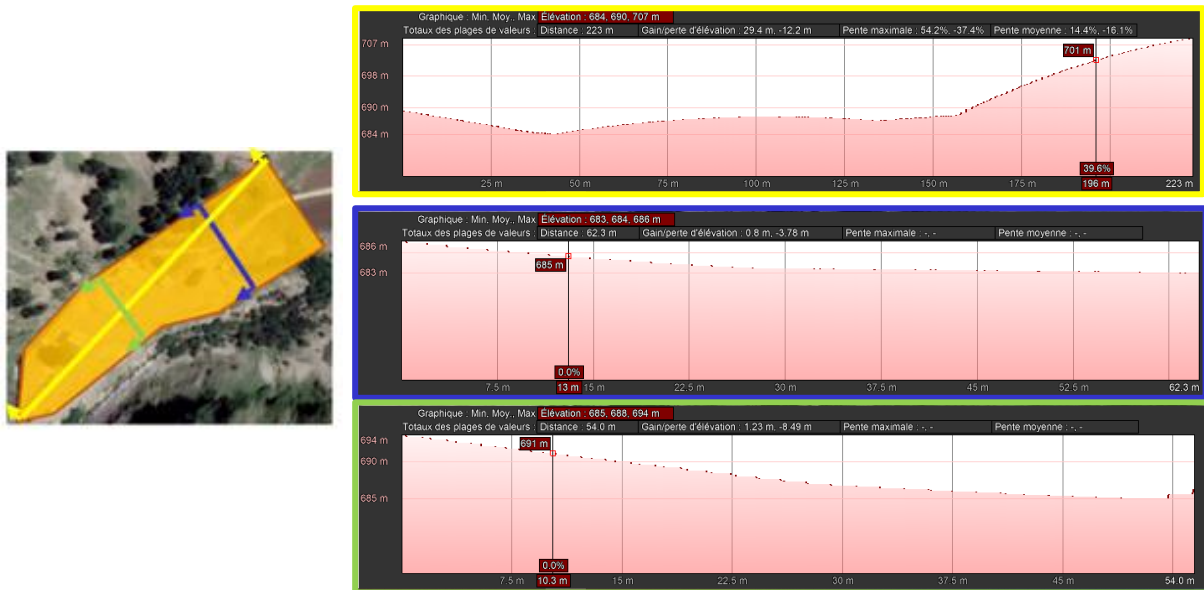 Graphique : Min. Moy., Max Élévation : 684, 690, 707 m
Totaux des plages de valeurs : Distance : 223 m Gain/perte d'élévation : 29.4 m, -12.2 m Pente maximale : 54.2%, -37.4% Pente moyenne : 14.4%, -16.1%
707 m
701 m
698 m
690 m
684 m
39.6%
25 m 50 m 75 m 100 m 125 m 150 m 175 m 196 m 223 m
Graphique : Min. Moy., Max Élévation : 683, 684, 686 m
Totaux des plages de valeurs : Distance : 62.3 m Gain/perte d'élévation : 0.8 m, -3.78 m Pente maximale : -, - Pente moyenne : -, -
686 m
685 m
683 m
0.0%
7.5 m 13 m 15 m 22.5 m 30 m 37.5 m 45 m 52.5 m 62.3 m
Graphique : Min. Moy., Max Élévation : 685, 688, 694 m
Totaux des plages de valeurs : Distance : 54.0 m Gain/perte d'élévation : 1.23 m, -8.49 m Pente maximale : -, - Pente moyenne : -, -
694 m
691 m
690 m
685 m
0.0%
7.5 m 10.3 m 15 m 22.5 m 30 m 37.5 m 45 m 54.0 m